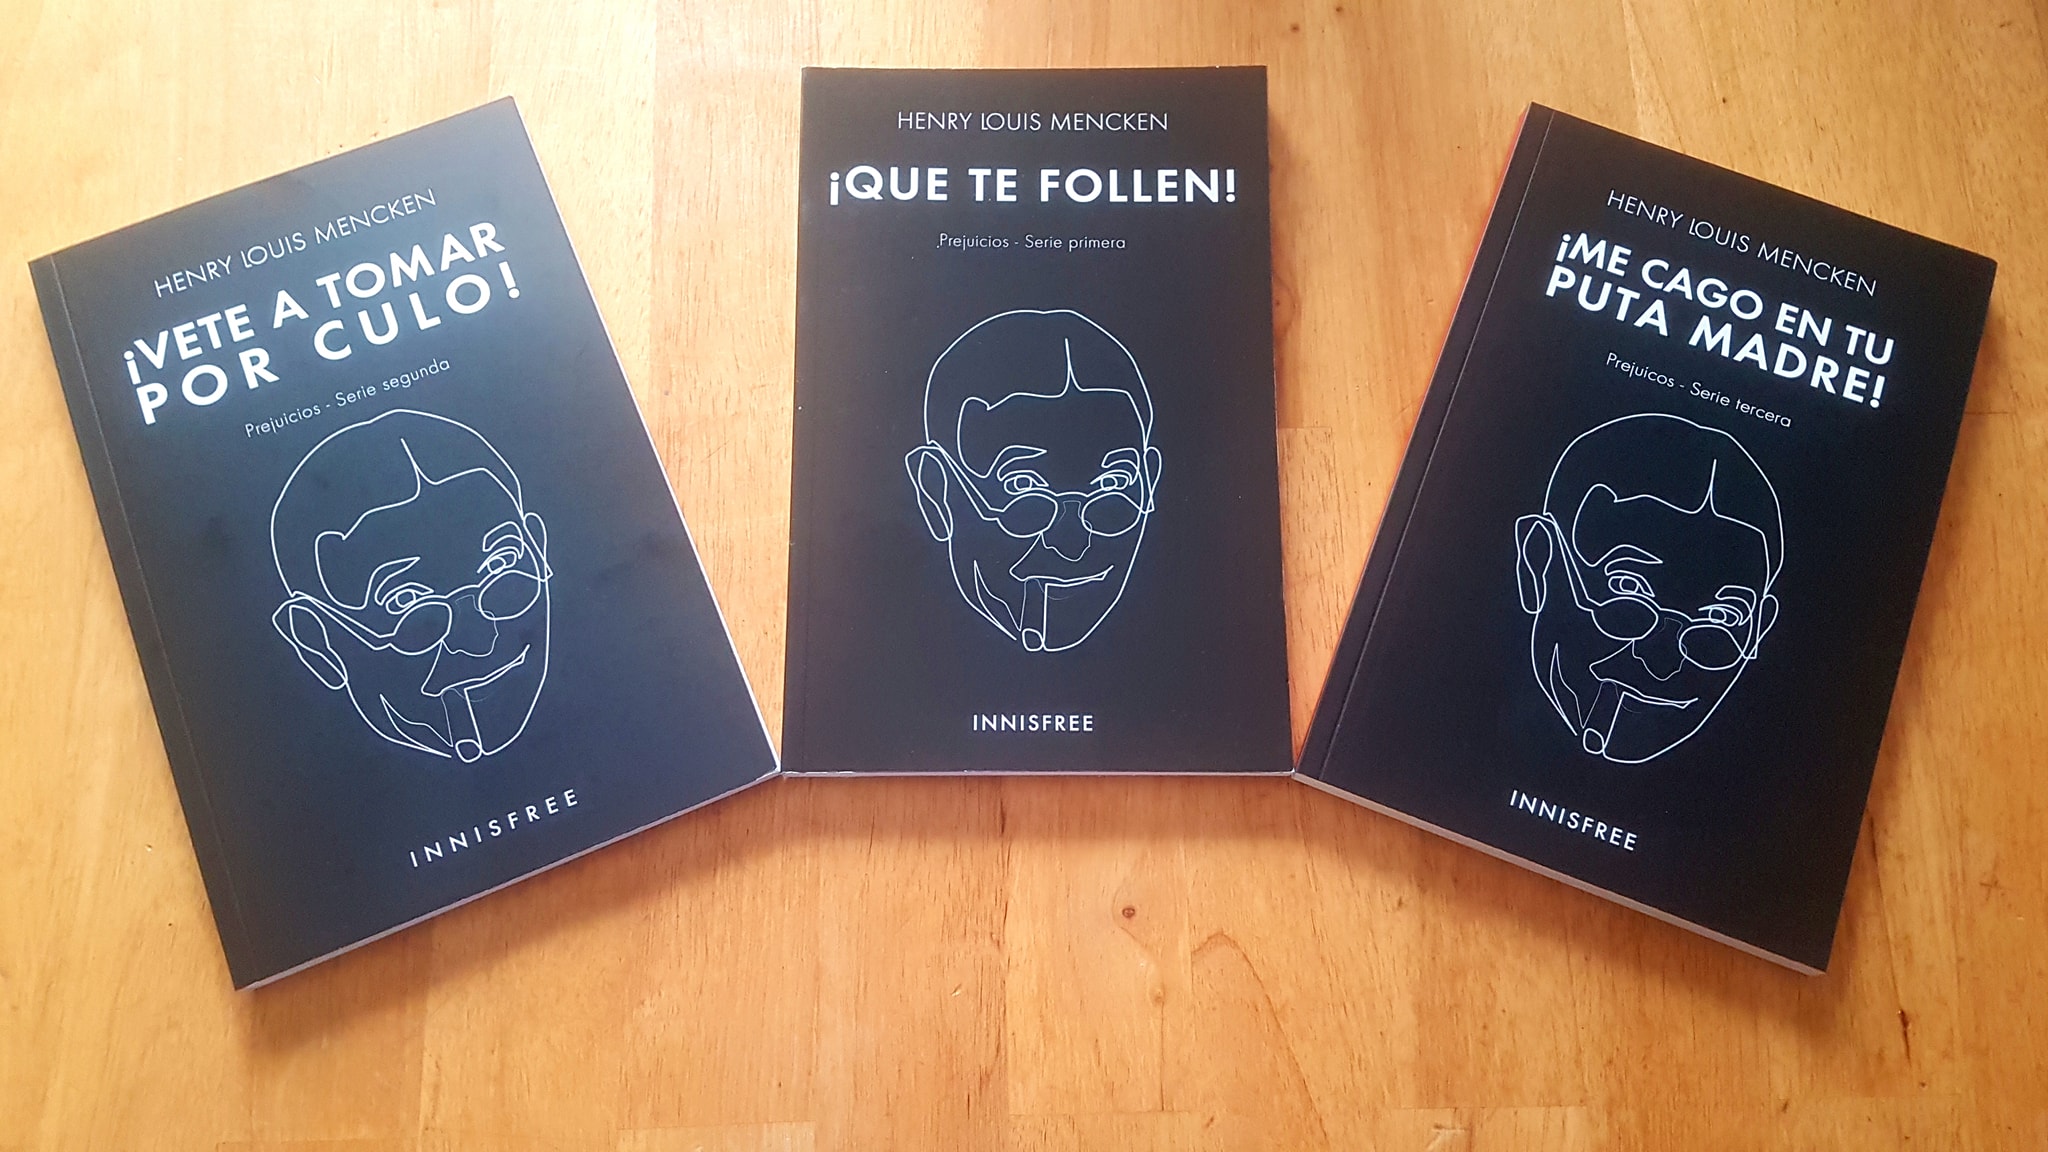 HENRY LOUIS MENCKEN
¡VETE A TOMAR
POR CULO!
Prejuicios - Serie segunda
INNISFREE
HENRY LOUIS MENCKEN
¡QUE TE FOLLEN!
Prejuicios - Serie primera
INNISFREE
HENRY LOUIS MENCKEN
¡ME CAGO EN TU
PUTA MADRE!
Prejuicos - Serie tercera
INNISFREE